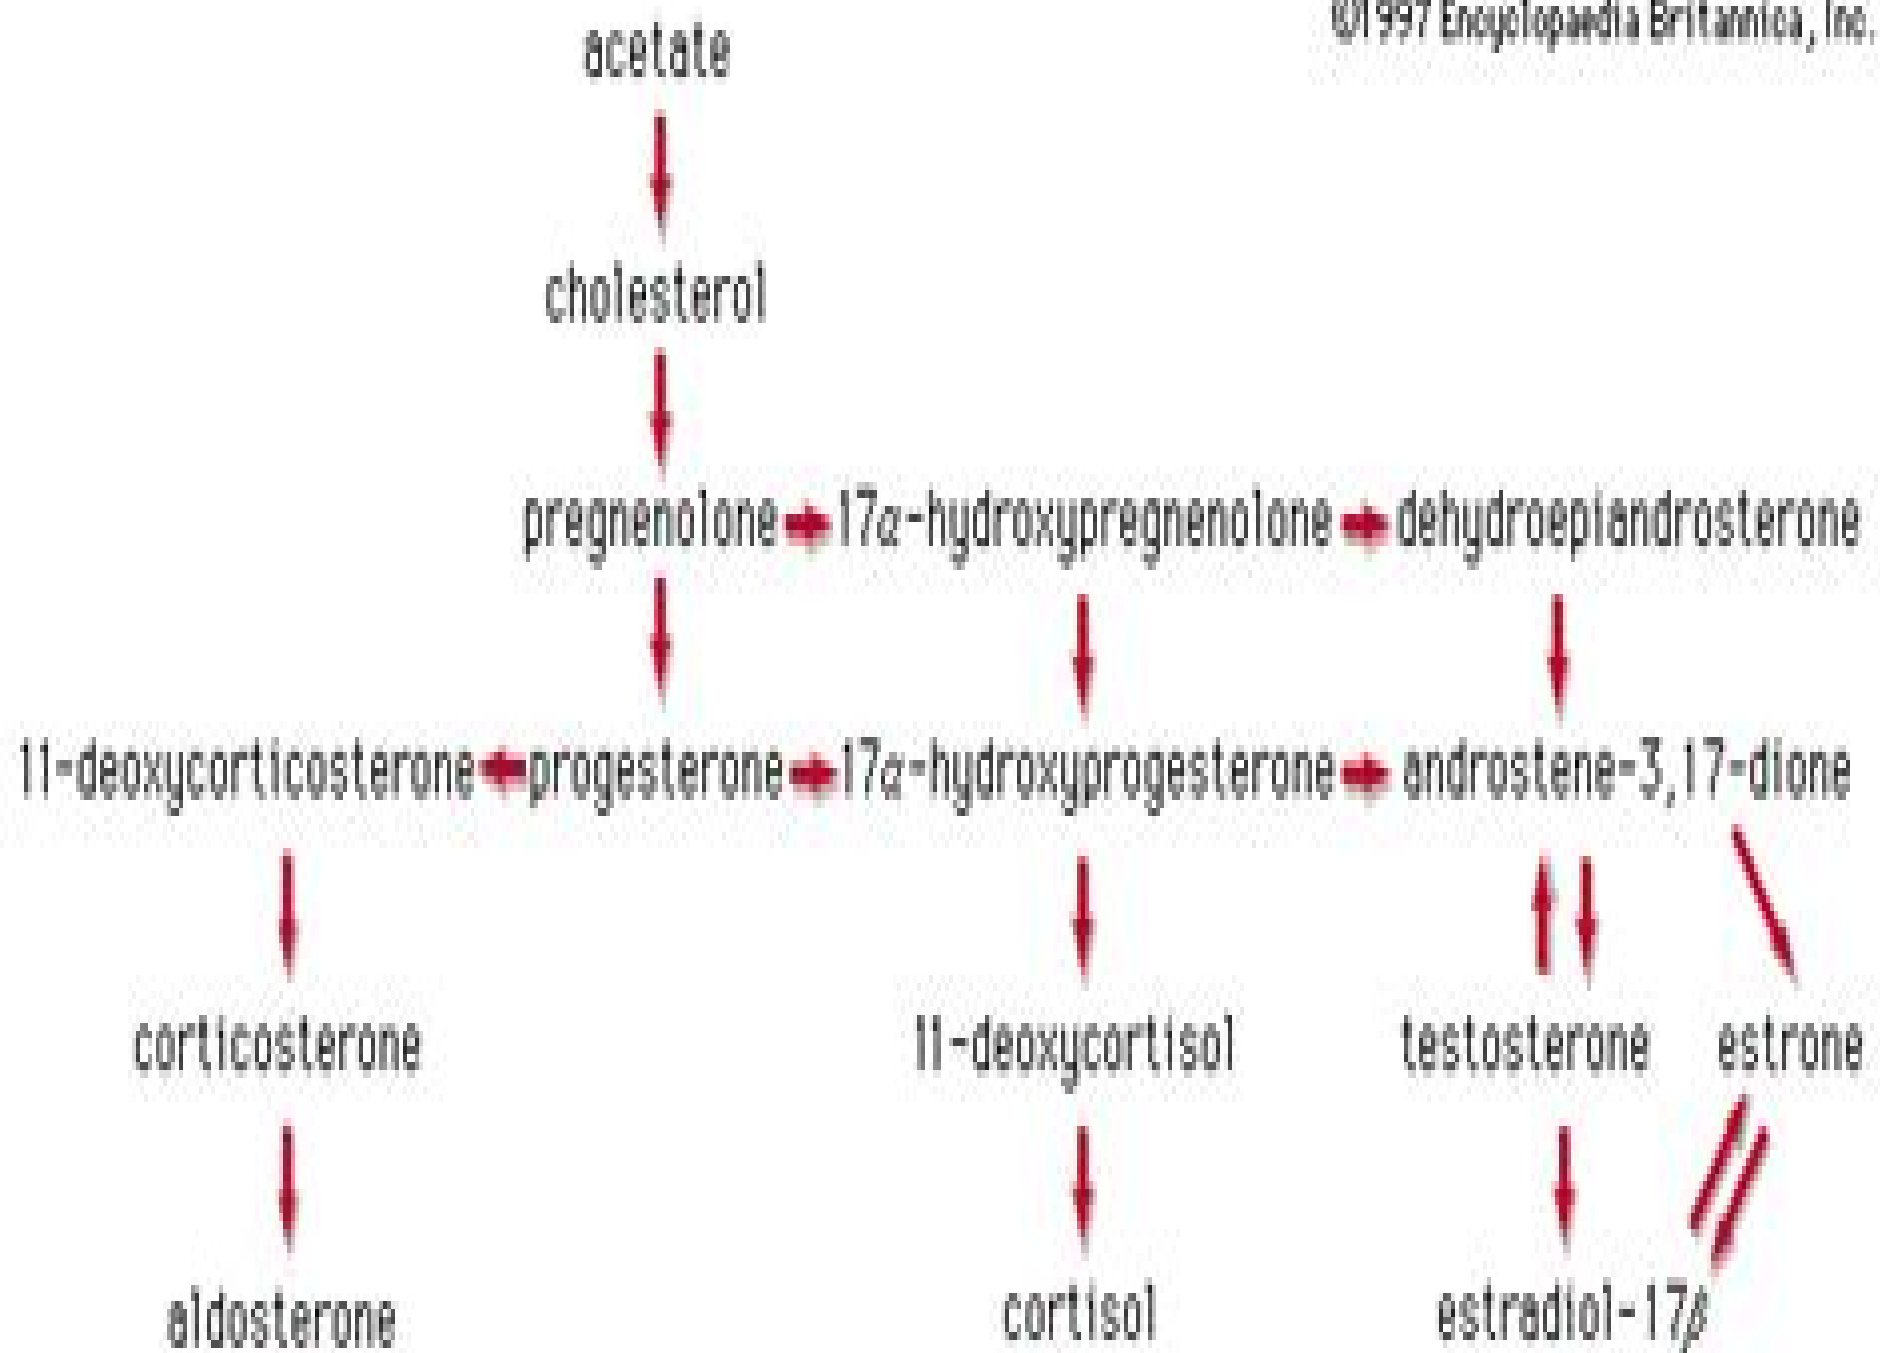 ©1997 Encyclopaedia Britannica, Inc.
acetate
cholesterol
pregnenolone 17α-hydroxypregnenolone dehydroepiandrosterone
11-deoxycorticosterone progesterone 17α-hydroxyprogesterone androstene-3,17-dione
corticosterone 11-deoxycortisol testosterone estrone
aldosterone cortisol estradiol-17β